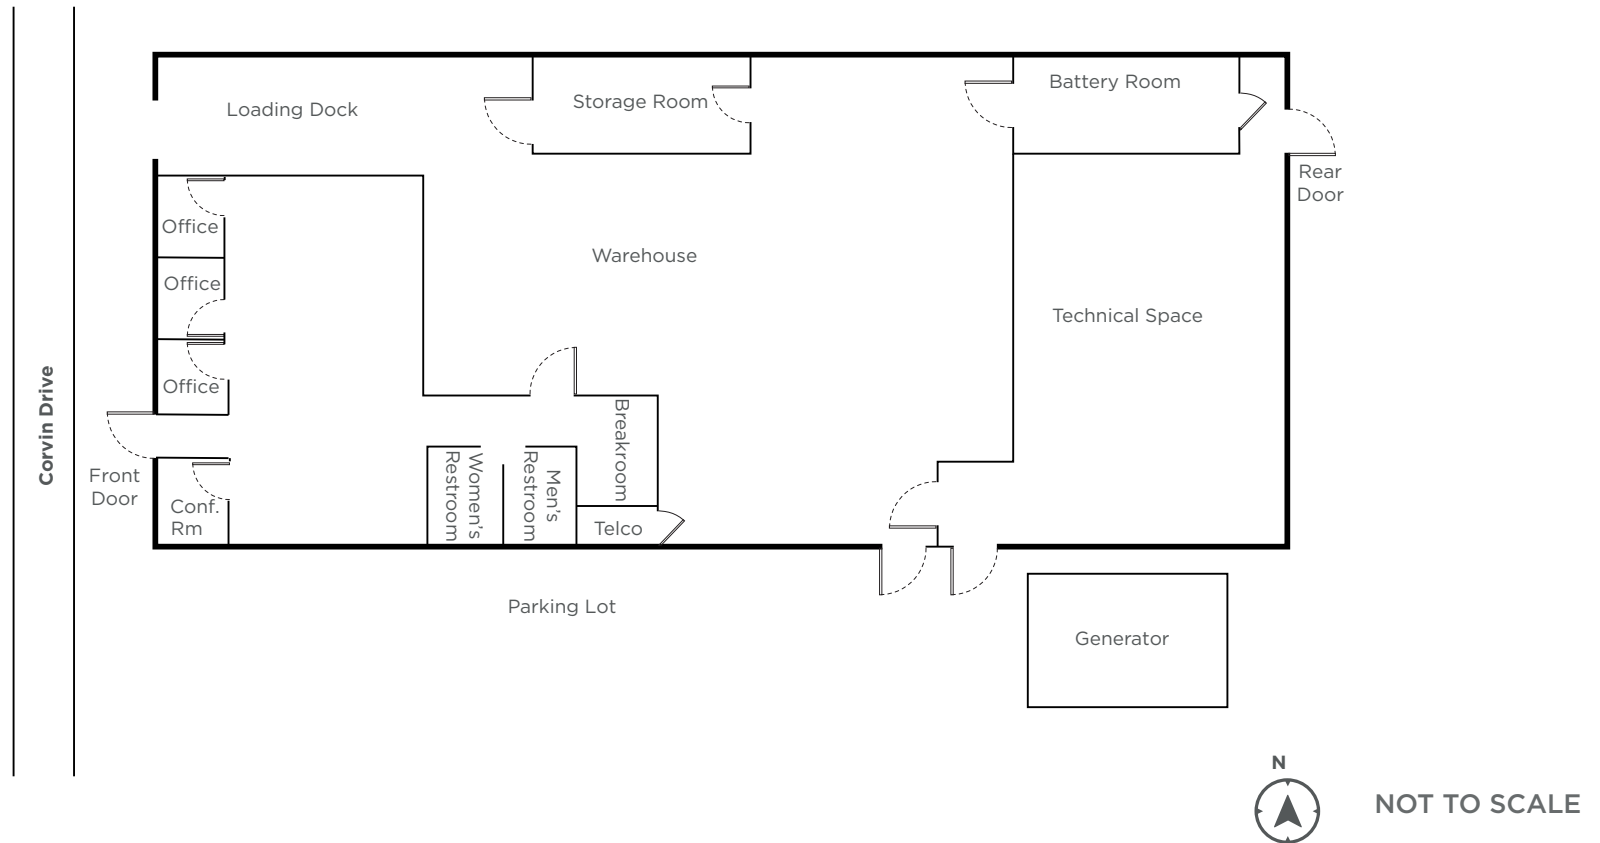 Battery Room
Loading Dock
Storage Room
Rear
Door
Office
Warehouse
Office
Technical Space
Office
Corvin Drive
Breakroom
Front
Door
Women's
Restroom
Men's
Restroom
Conf.
Rm
Telco
Parking Lot
Generator
N
NOT TO SCALE